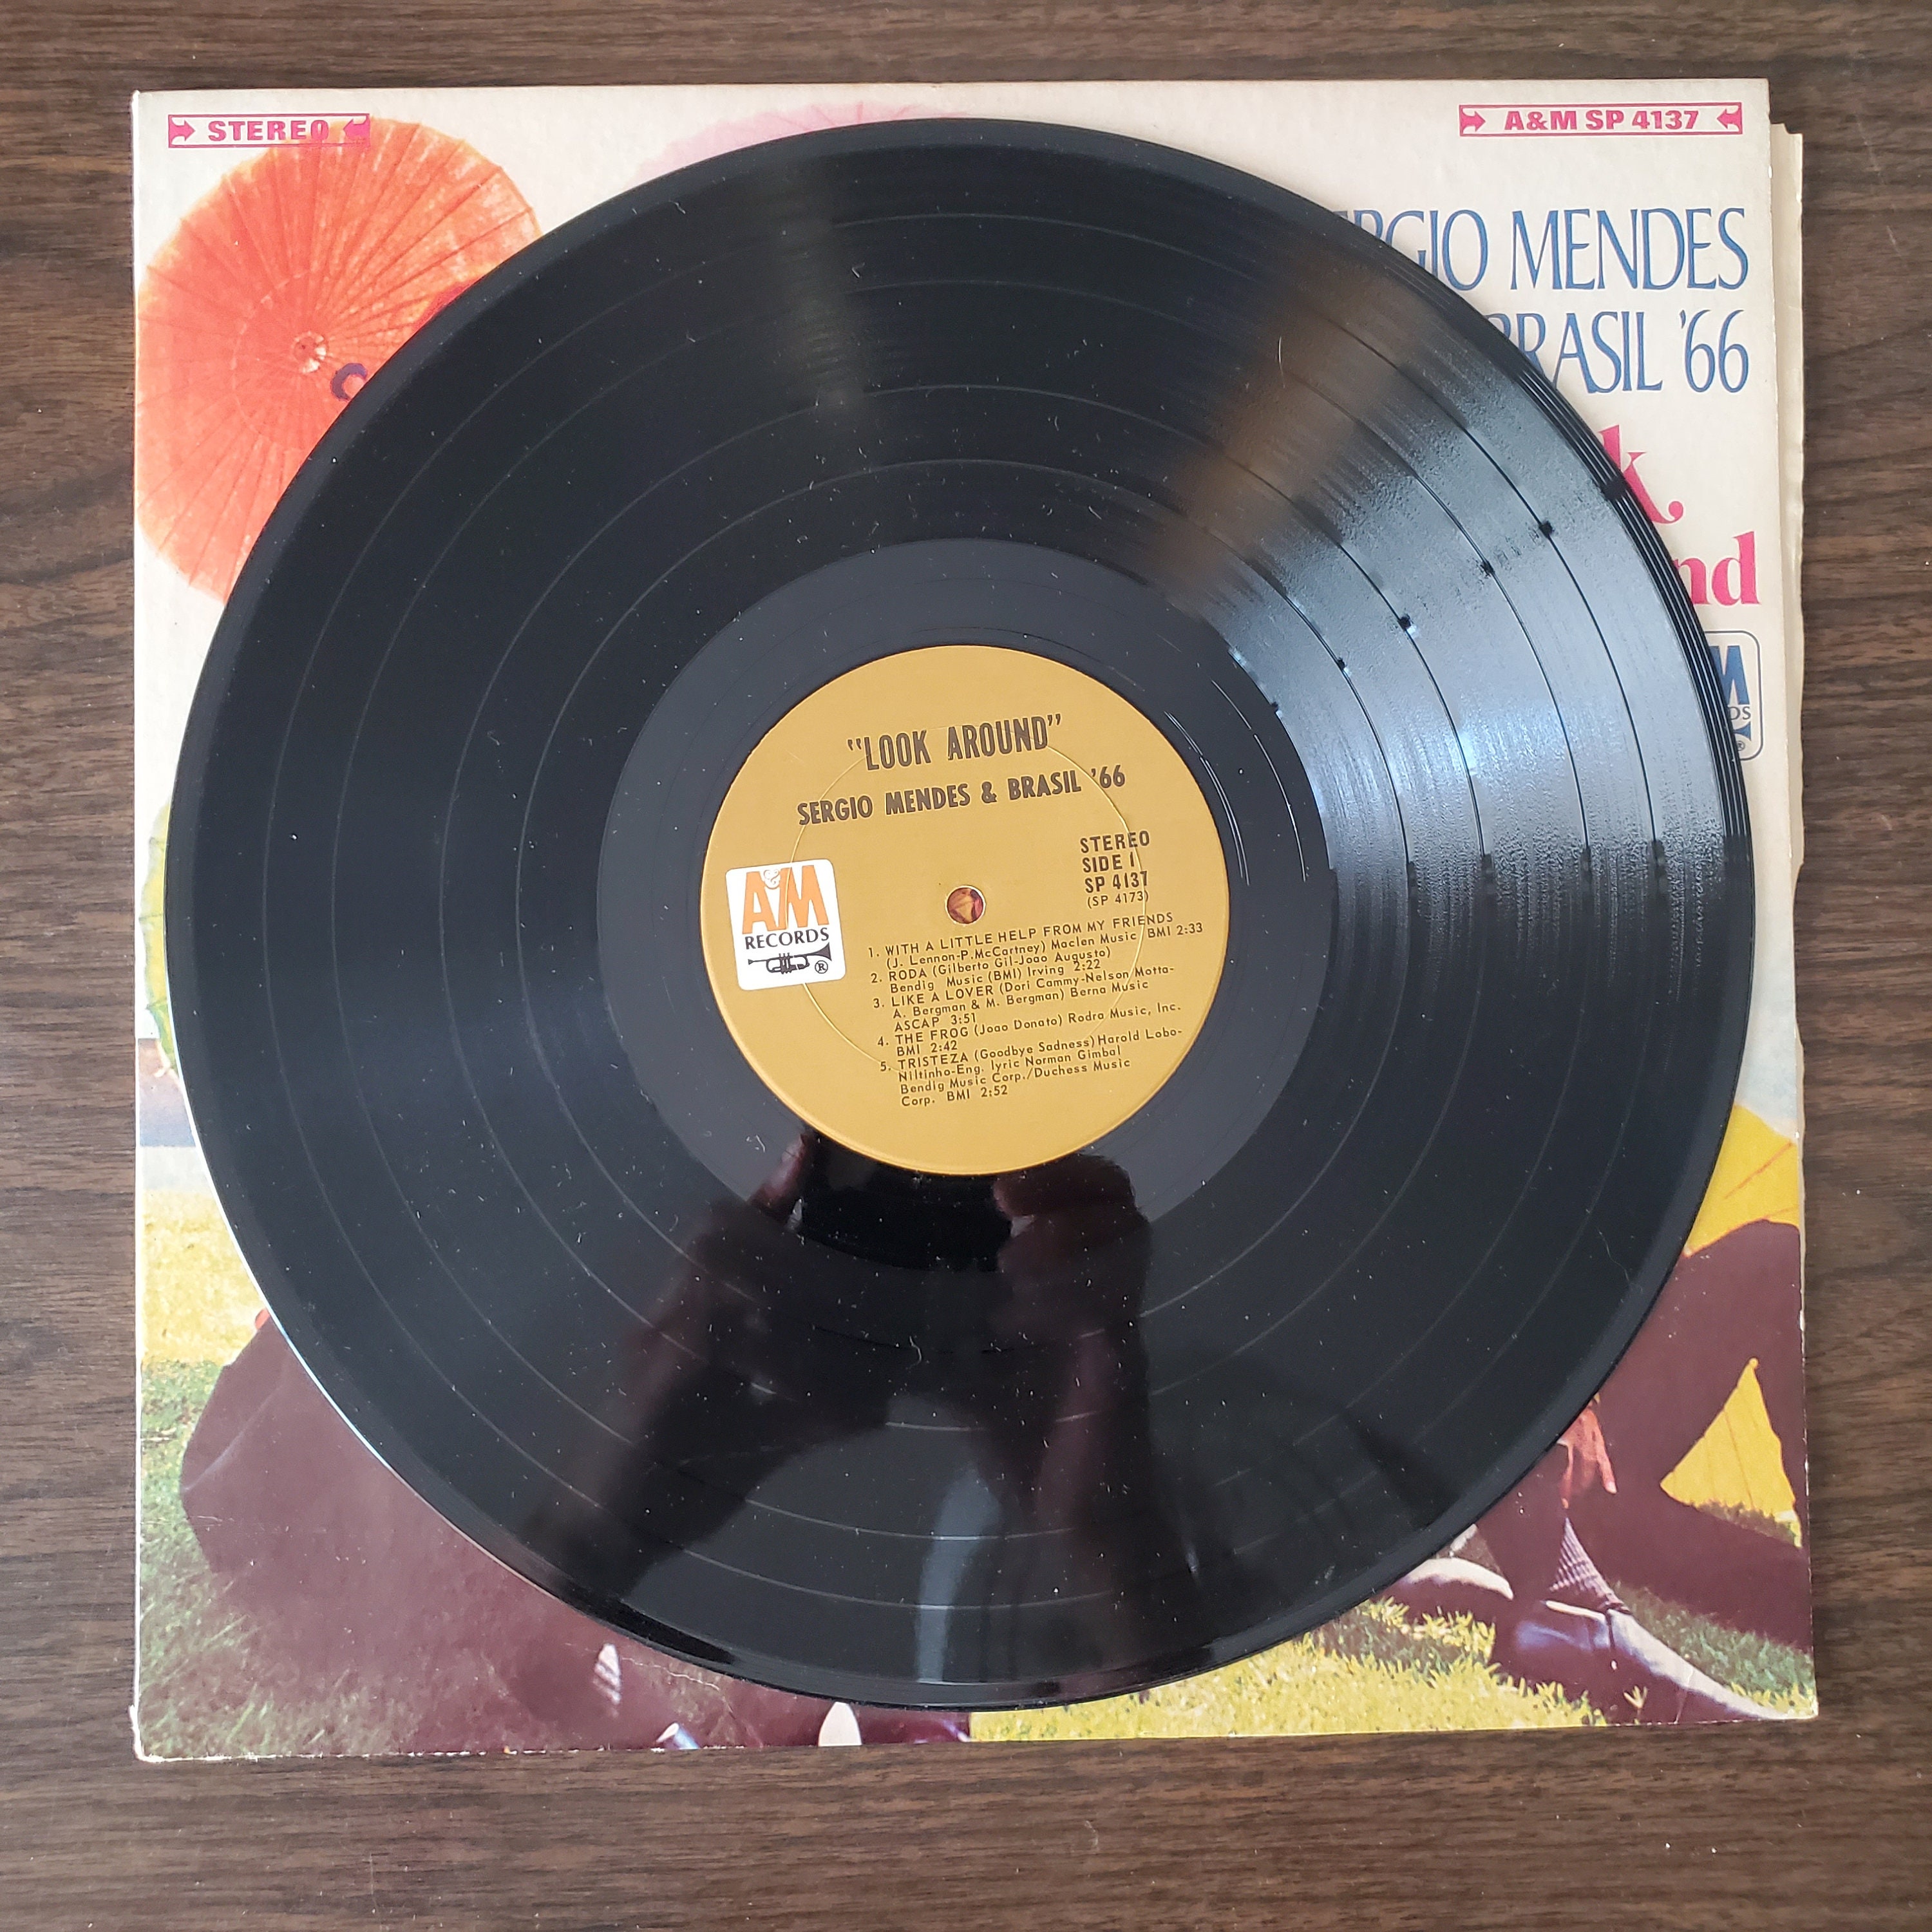 STEREO
A&M SP 4137
MENDES
'66
"LOOK AROUND"
SERGIO MENDES & BRASIL '66
STEREO
SIDE 1
SP 4137
(SP 4173)
A&M
RECORDS
®
1. WITH A LITTLE HELP FROM MY FRIENDS
(J. Lennon-P.McCartney) Maclen Music BMI 2:33
2. RODA (Gilberto Gil-Joao Augusto)
Bendig Music (BMI) Irving 2:22
3. LIKE A LOVER (Dori Cammy-Nelson Motta-
A. Bergman & M. Bergman) Berna Music
ASCAP 3:51
4. THE FROG (Joao Donato) Rodra Music, Inc.
BMI 2:42
5. TRISTEZA (Goodbye Sadness) Harold Lobo-
Niltinho-Eng. lyric Norman Gimbal
Bendig Music Corp./Duchess Music
Corp. BMI 2:52